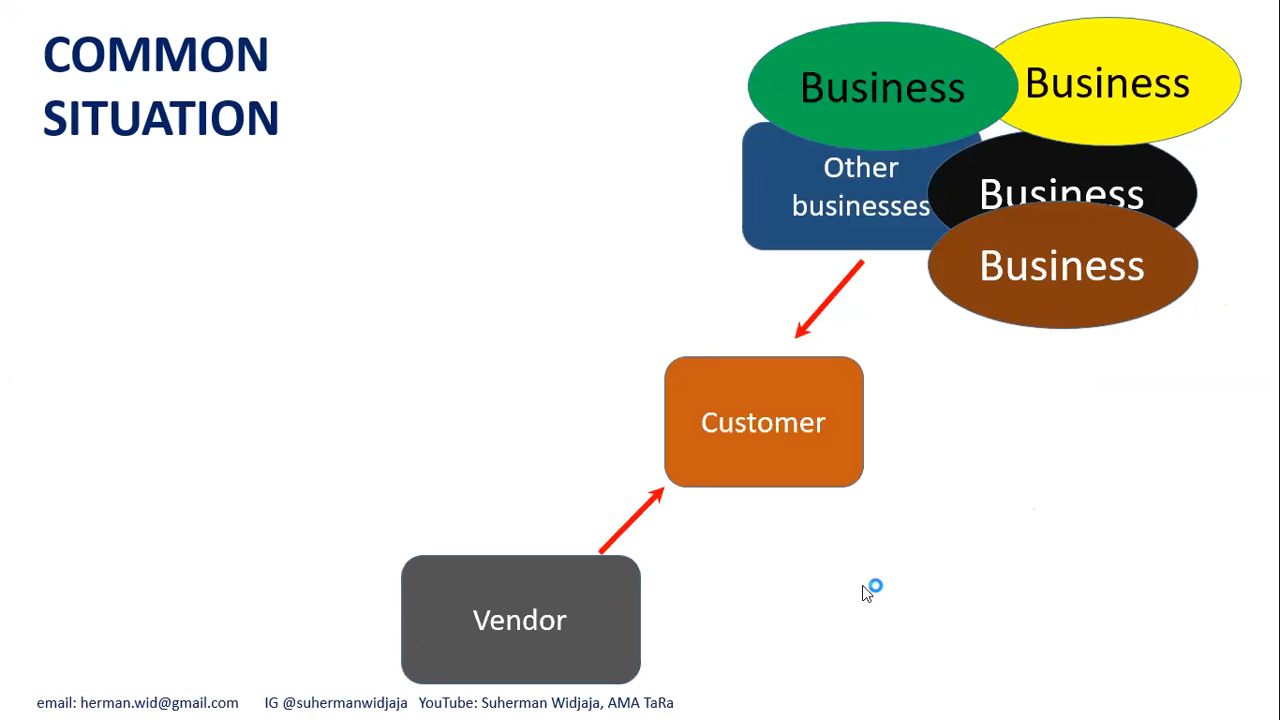 COMMON
SITUATION
Business
Business
Other
businesses
Business
Business
Customer
Vendor
email: herman.wid@gmail.com IG @suhermanwidjaja YouTube: Suherman Widjaja, AMA TaRa